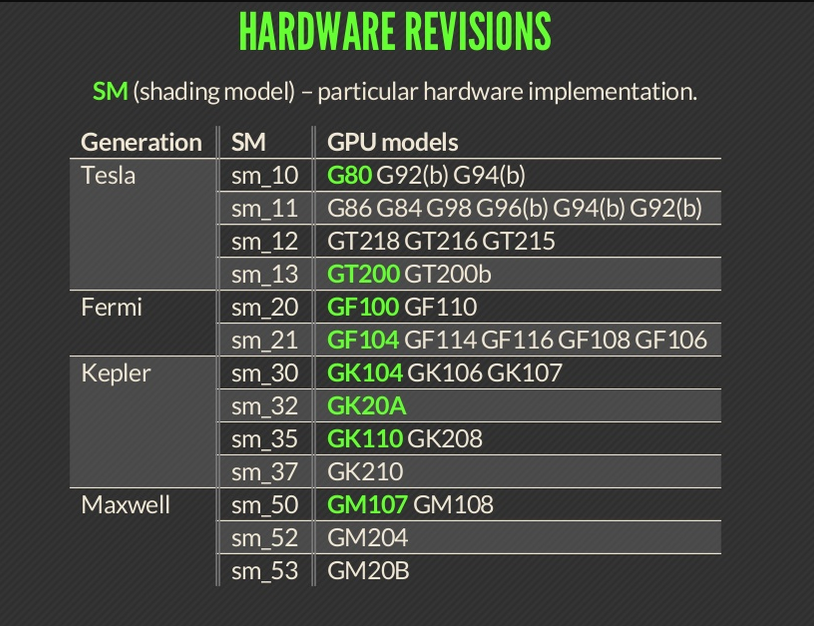 HARDWARE REVISIONS
SM (shading model) – particular hardware implementation.
Generation SM GPU models
Tesla sm_10 G80 G92(b) G94(b)
sm_11 G86 G84 G98 G96(b) G94(b) G92(b)
sm_12 GT218 GT216 GT215
sm_13 GT200 GT200b
Fermi sm_20 GF100 GF110
sm_21 GF104 GF114 GF116 GF108 GF106
Kepler sm_30 GK104 GK106 GK107
sm_32 GK20A
sm_35 GK110 GK208
sm_37 GK210
Maxwell sm_50 GM107 GM108
sm_52 GM204
sm_53 GM20B